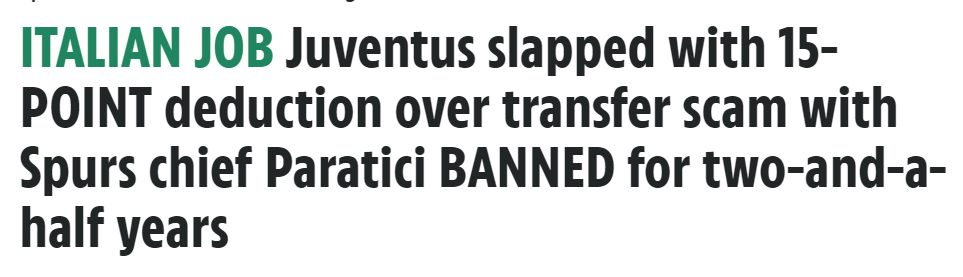 ITALIAN JOB Juventus slapped with 15-
POINT deduction over transfer scam with
Spurs chief Paratici BANNED for two-and-a-
half years